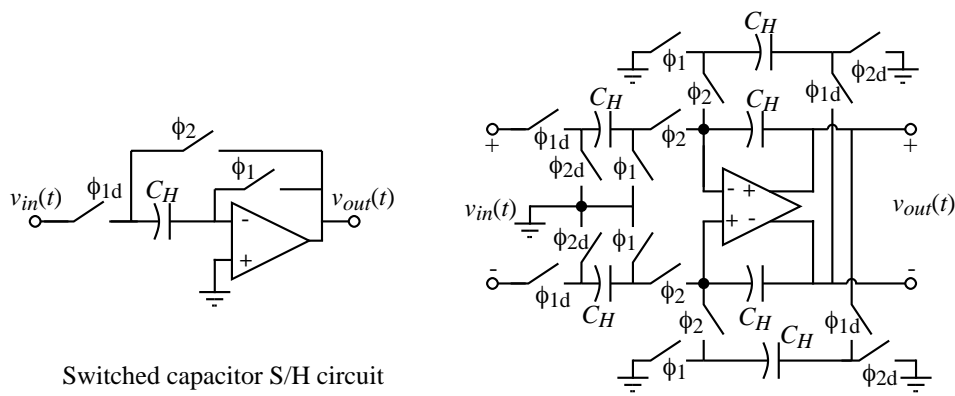 ϕ2
ϕ1d
CH
ϕ1
vin(t)
vout(t)
-
+
Switched capacitor S/H circuit
CH
ϕ1
ϕ2d
ϕ2
ϕ1d
CH
CH
ϕ1d
ϕ2
+
+
ϕ2d
ϕ1
- +
vin(t)
vout(t)
+ -
ϕ2d
ϕ1
-
-
ϕ1d
ϕ2
CH
CH
ϕ2
ϕ1d
CH
ϕ1
ϕ2d